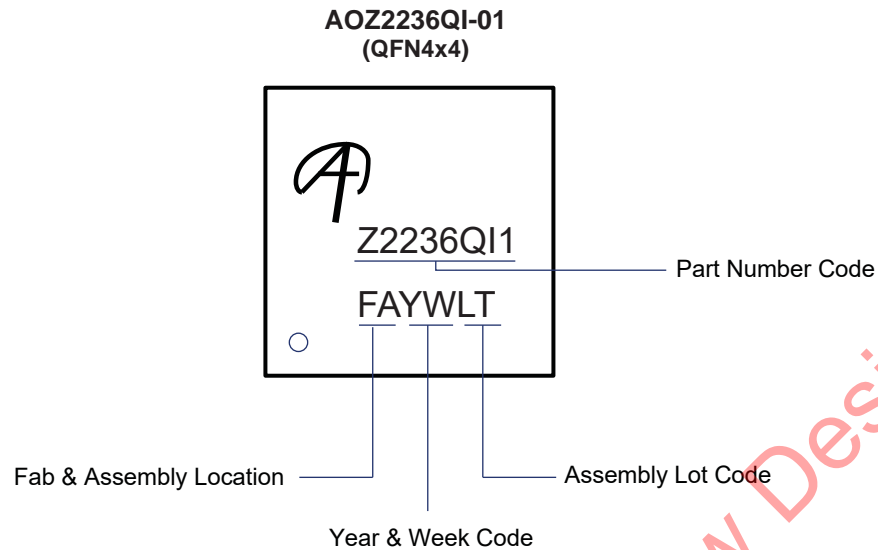 AOZ2236QI-01
(QFN4x4)
Z2236QI1
Part Number Code
FAYWLT
Fab & Assembly Location
Assembly Lot Code
Year & Week Code